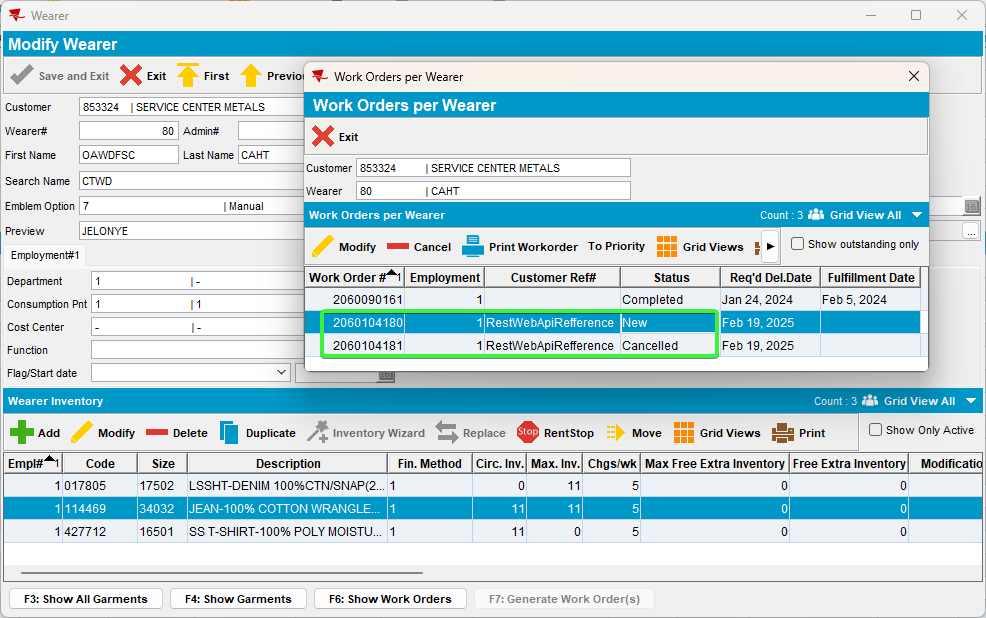 Wearer
Modify Wearer
Save and Exit Exit First
Work Orders per Wearer
Work Orders per Wearer
Exit
Customer 853324 | SERVICE CENTER METALS
Wearer 80 | CAHT
Work Orders per Wearer Count : 3 Grid View All
Modify Cancel Print Workorder To Priority Grid Views Show outstanding only
Work Order # 1 Employment Customer Ref# Status Req'd Del.Date Fulfillment Date
2060090161 1 Completed Jan 24, 2024 Feb 5, 2024
2060104180 1 RestWebApiRefference New Feb 19, 2025
2060104181 1 RestWebApiRefference Cancelled Feb 19, 2025
Customer 853324 | SERVICE CENTER METALS
Wearer# 80 Admin#
First Name OAWDFSC Last Name CAHT
Search Name CTWD
Emblem Option 7 | Manual 16
Preview JELONYE ...
Employment#1
Department 1 | -
Consumption Pnt 1 | 1
Cost Center - | -
Function
Flag/Start date 16
Wearer Inventory Count : 3 Grid View All
Add Modify Delete Duplicate Inventory Wizard Replace Stop RentStop Move Grid Views Print Show Only Active
Empl# 1 Code Size Description Fin. Method Circ. Inv. Max. Inv. Chgs/wk Max Free Extra Inventory Free Extra Inventory Modificatio
1 017805 17502 LSSHT-DENIM 100%CTN/SNAP(2... 1 0 11 5 0 0
1 114469 34032 JEAN-100% COTTON WRANGLE... 1 11 11 5 0 0
1 427712 16501 SS T-SHIRT-100% POLY MOISTU... 1 11 0 5 0 0
F3: Show All Garments F4: Show Garments F6: Show Work Orders F7: Generate Work Order(s)